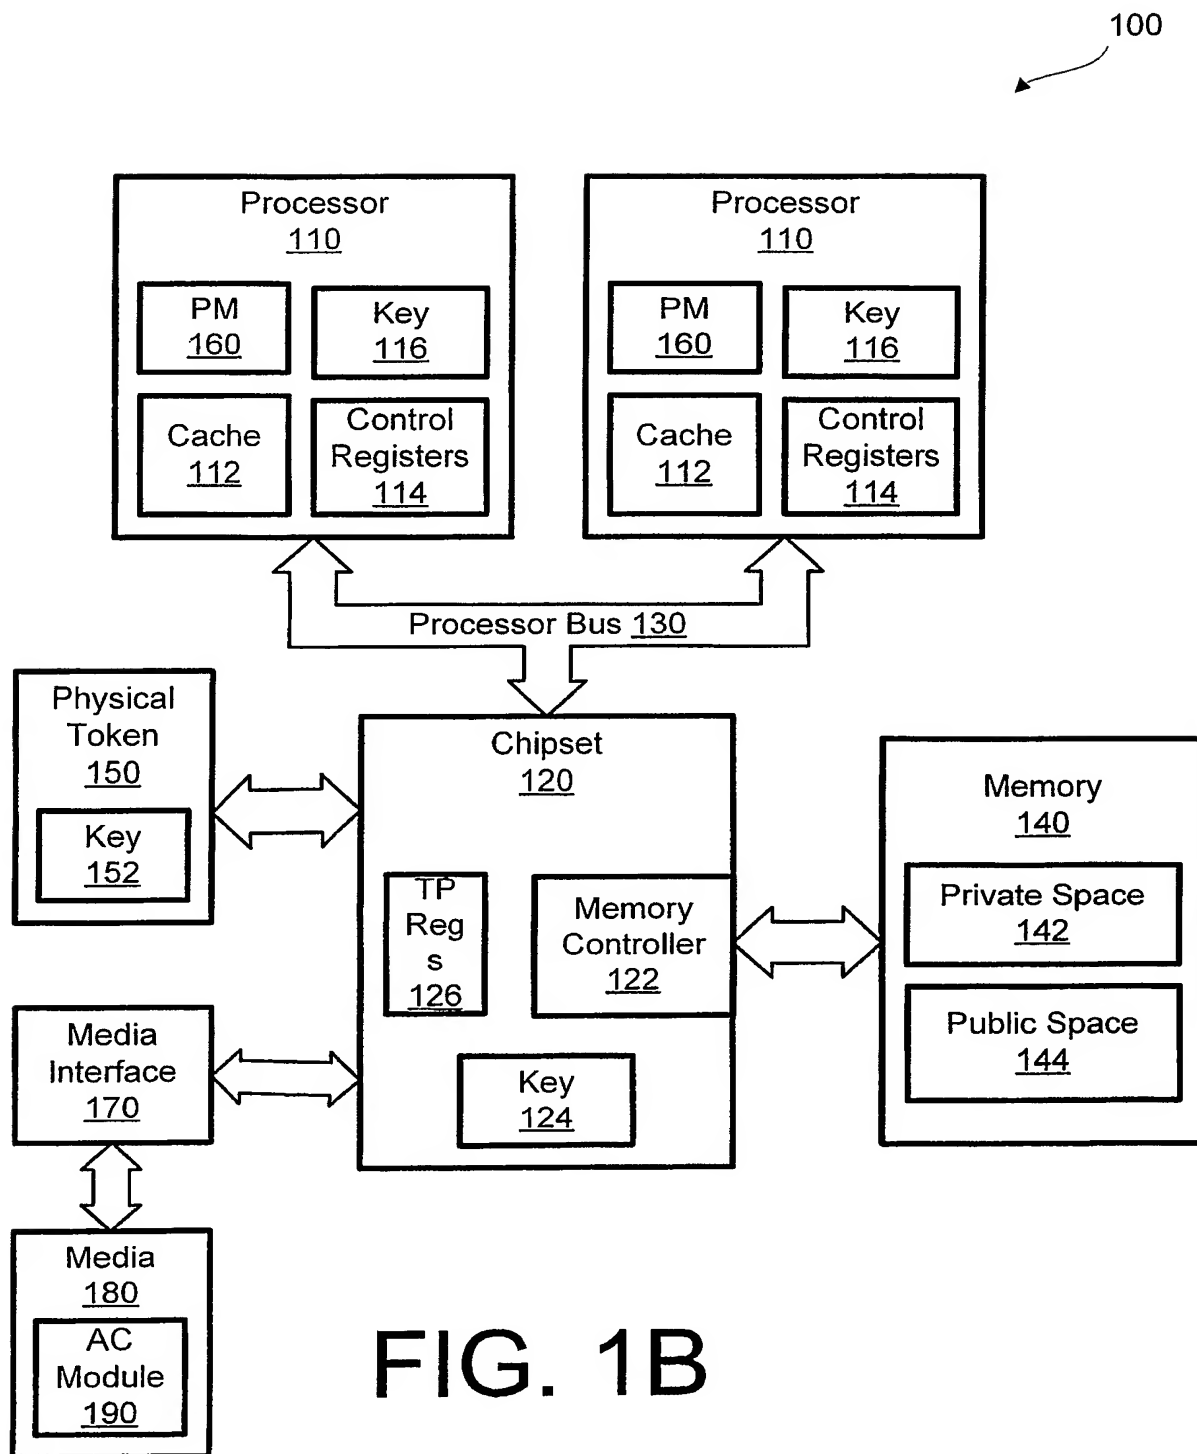 100
Processor
110
PM
160
Key
116
Cache
112
Control
Registers
114
Processor
110
PM
160
Key
116
Cache
112
Control
Registers
114
Processor Bus 130
Physical
Token
150
Key
152
Chipset
120
TP
Reg
s
126
Memory
Controller
122
Key
124
Memory
140
Private Space
142
Public Space
144
Media
Interface
170
Media
180
AC
Module
190
FIG. 1B